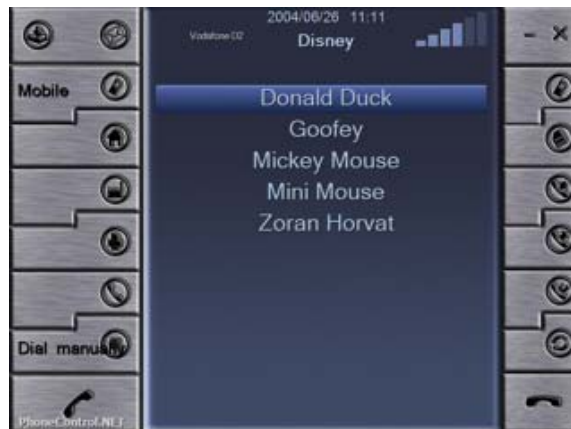 2004/06/26 11:11
Vodafone D2
Disney
Mobile
Donald Duck
Goofey
Mickey Mouse
Mini Mouse
Zoran Horvat
Dial manually
PhoneControl.NET